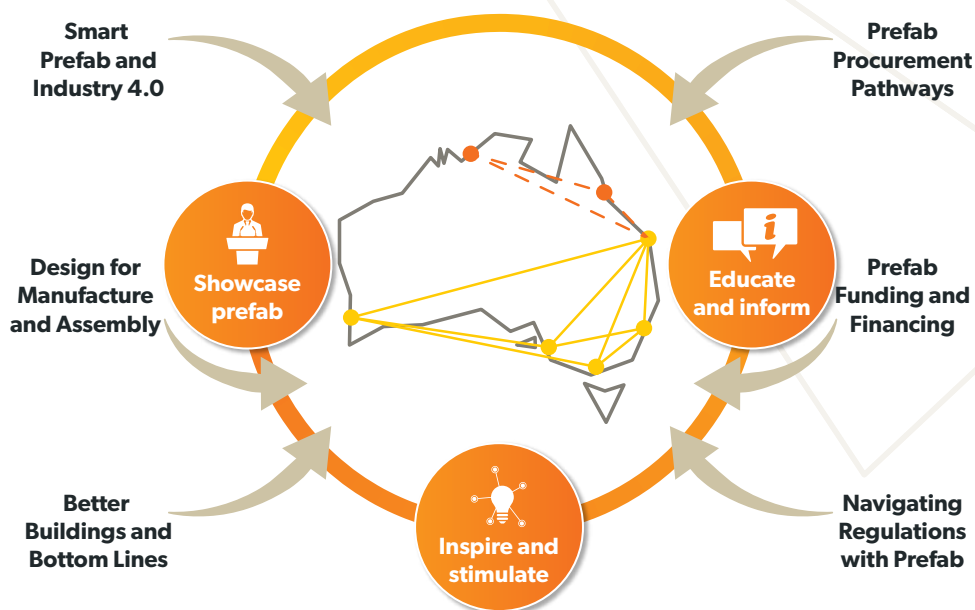 Smart
Prefab and
Industry 4.0
Prefab
Procurement
Pathways
Showcase
prefab
i
Educate
and inform
Design for
Manufacture
and Assembly
Prefab
Funding and
Financing
Better
Buildings and
Bottom Lines
Inspire and
stimulate
Navigating
Regulations
with Prefab